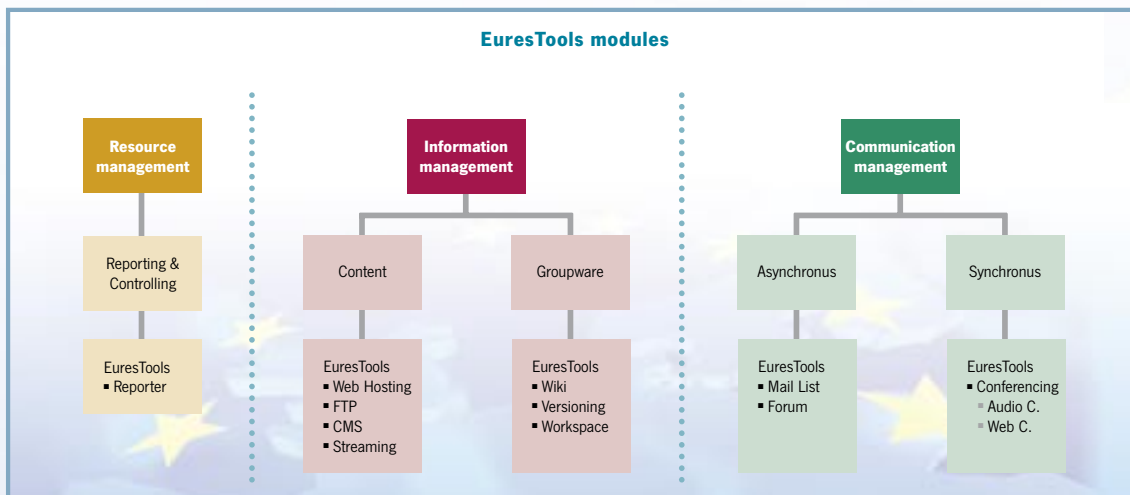 EuresTools modules
Resource
management
Reporting &
Controlling
EuresTools
▪ Reporter
Information
management
Content
EuresTools
▪ Web Hosting
▪ FTP
▪ CMS
▪ Streaming
Groupware
EuresTools
▪ Wiki
▪ Versioning
▪ Workspace
Communication
management
Asynchronus
EuresTools
▪ Mail List
▪ Forum
Synchronus
EuresTools
▪ Conferencing
▪ Audio C.
▪ Web C.